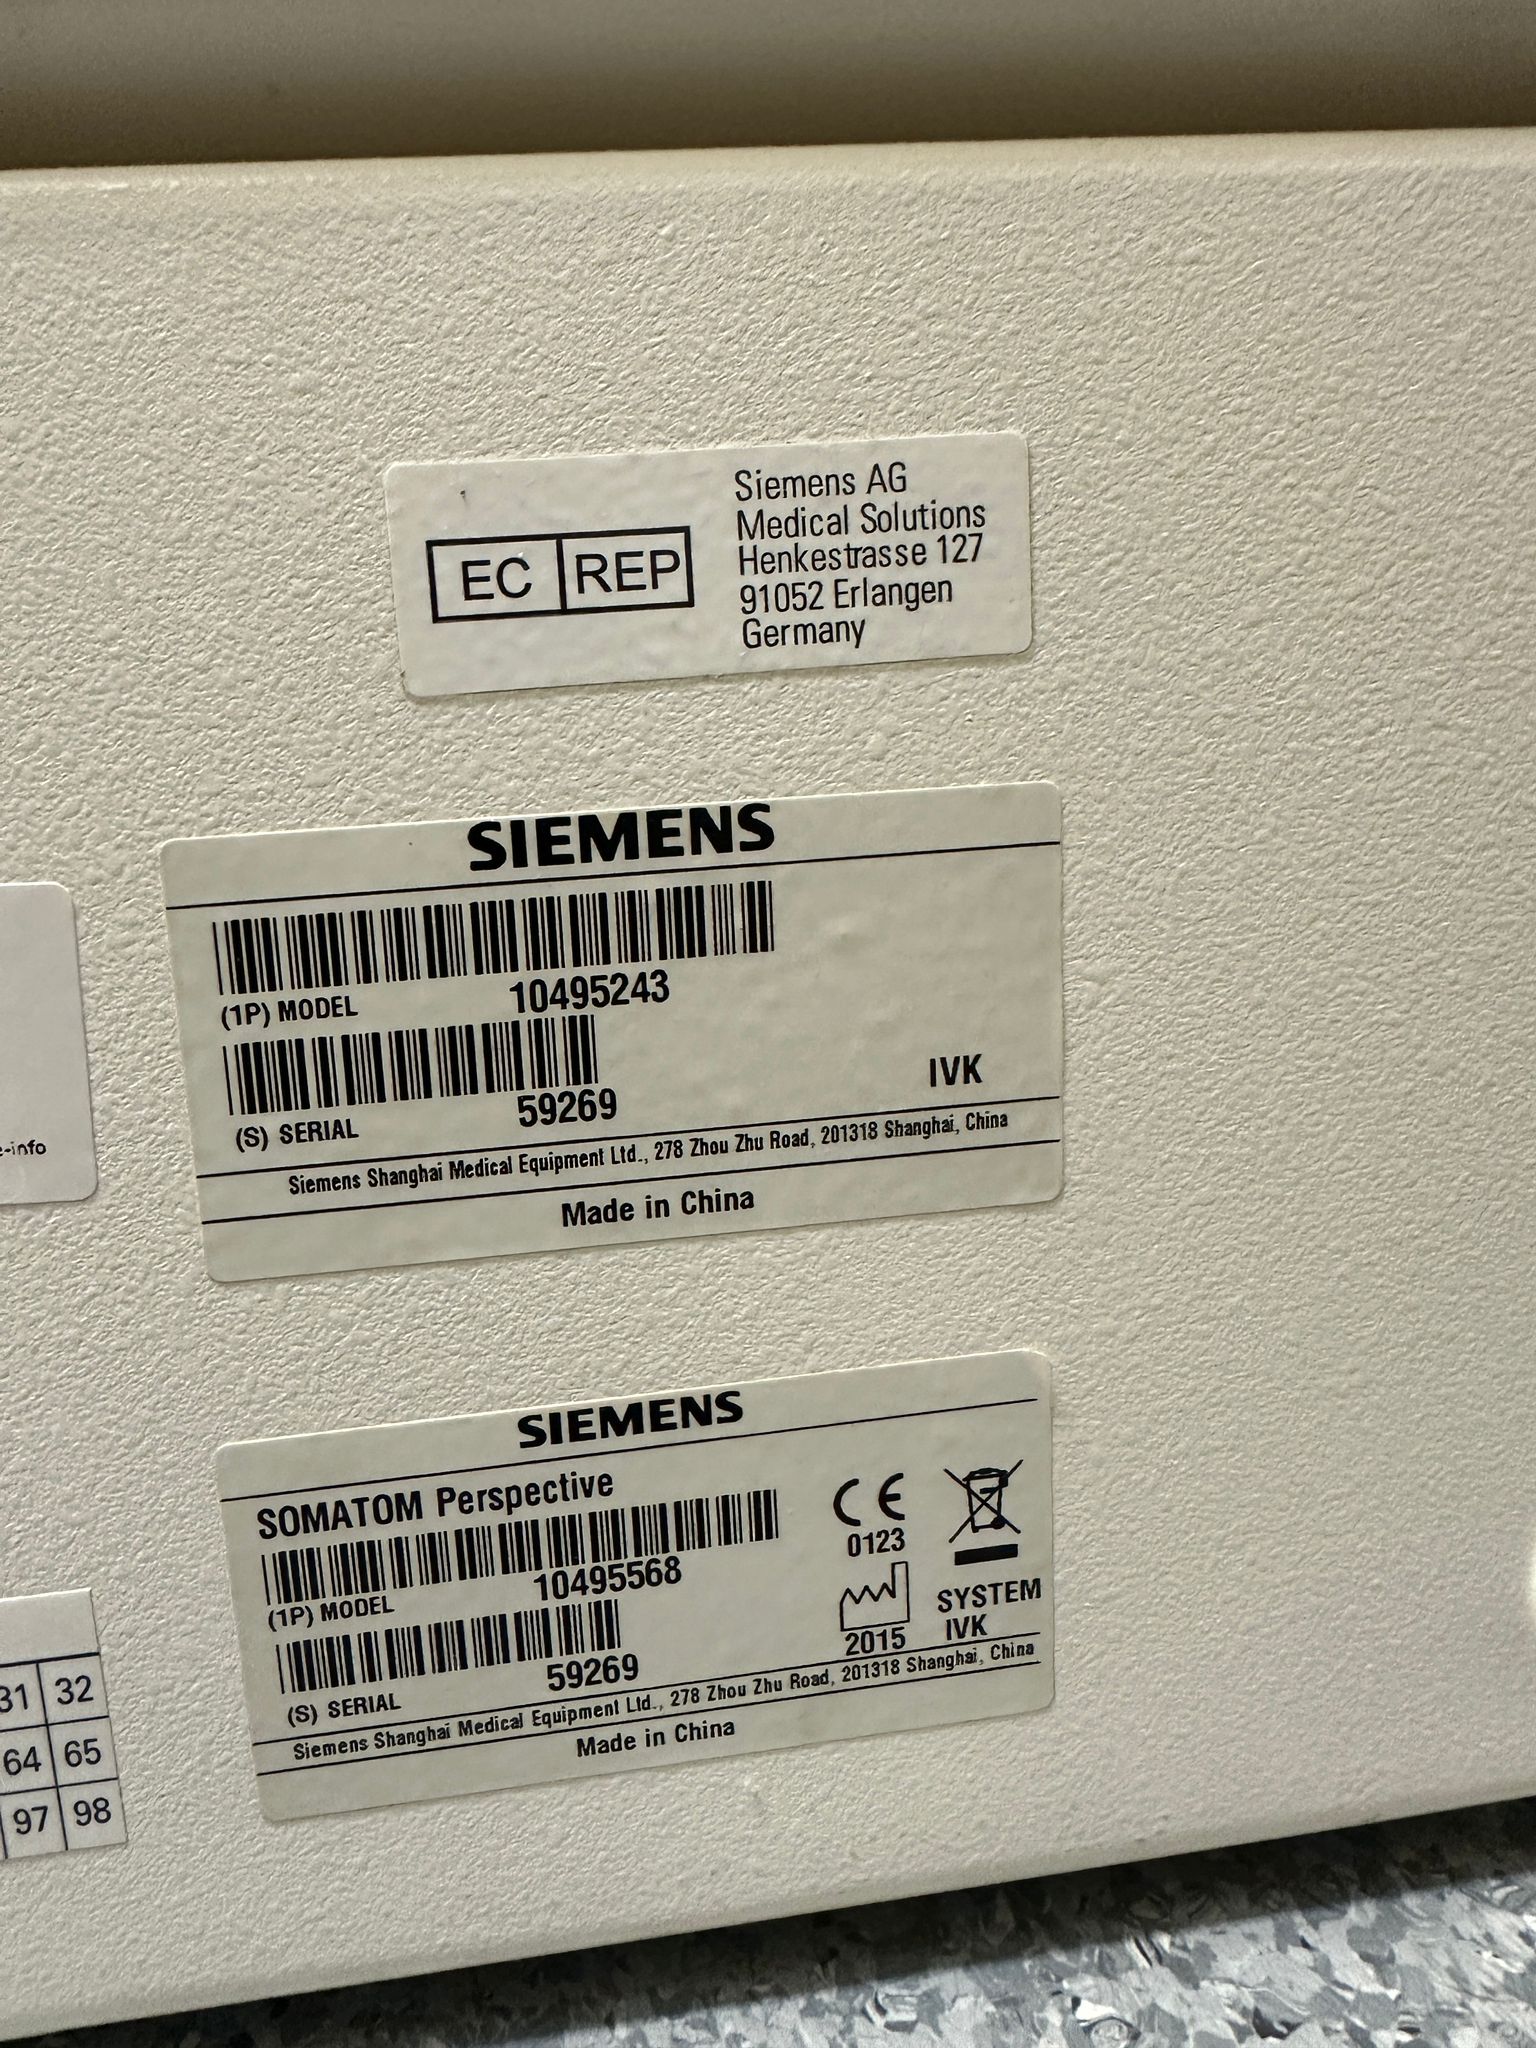 EC REP
Siemens AG
Medical Solutions
Henkestrasse 127
91052 Erlangen
Germany
SIEMENS
(1P) MODEL 10495243
(S) SERIAL 59269
IVK
Siemens Shanghai Medical Equipment Ltd., 278 Zhou Zhu Road, 201318 Shanghai, China
Made in China
e-info
SIEMENS
SOMATOM Perspective
(1P) MODEL 10495568
(S) SERIAL 59269
CE
0123
2015
SYSTEM
IVK
Siemens Shanghai Medical Equipment Ltd., 278 Zhou Zhu Road, 201318 Shanghai, China
Made in China
31 32
64 65
97 98